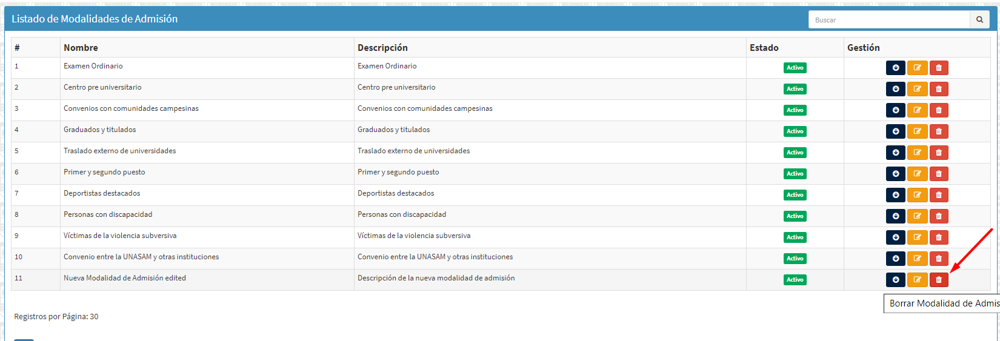 Listado de Modalidades de Admisión
Buscar
# Nombre Descripción Estado Gestión
1 Examen Ordinario Examen Ordinario Activo
2 Centro pre universitario Centro pre universitario Activo
3 Convenios con comunidades campesinas Convenios con comunidades campesinas Activo
4 Graduados y titulados Graduados y titulados Activo
5 Traslado externo de universidades Traslado externo de universidades Activo
6 Primer y segundo puesto Primer y segundo puesto Activo
7 Deportistas destacados Deportistas destacados Activo
8 Personas con discapacidad Personas con discapacidad Activo
9 Víctimas de la violencia subversiva Víctimas de la violencia subversiva Activo
10 Convenio entre la UNASAM y otras instituciones Convenio entre la UNASAM y otras instituciones Activo
11 Nueva Modalidad de Admisión edited Descripción de la nueva modalidad de admisión Activo
Borrar Modalidad de Admis
Registros por Página: 30